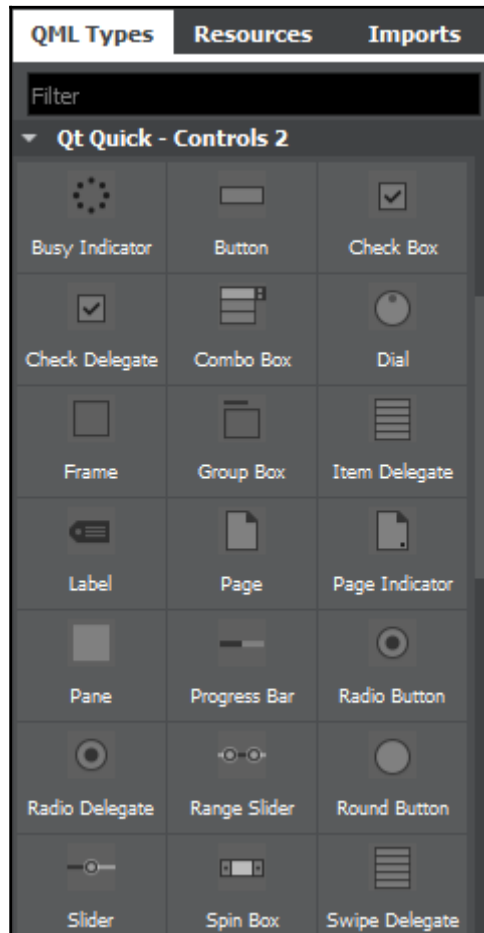 QML Types Resources Imports
Filter
Qt Quick - Controls 2
Busy Indicator Button Check Box
Check Delegate Combo Box Dial
Frame Group Box Item Delegate
Label Page Page Indicator
Pane Progress Bar Radio Button
Radio Delegate Range Slider Round Button
Slider Spin Box Swipe Delegate